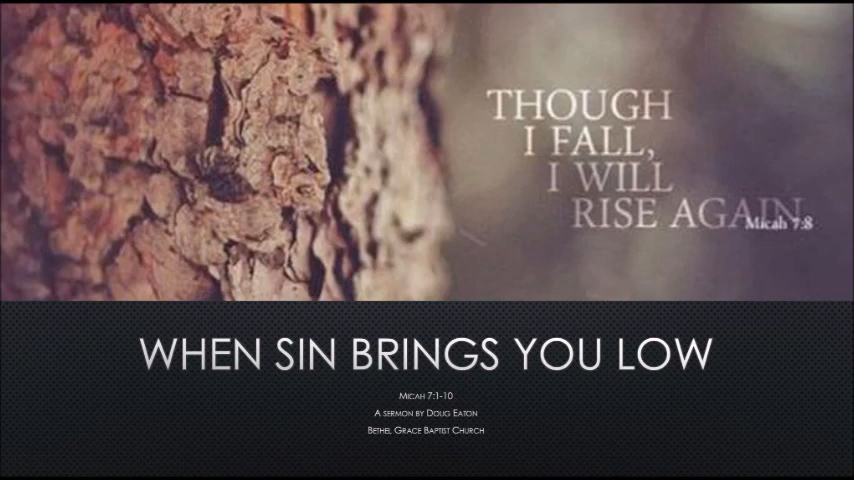 THOUGH
I FALL,
I WILL
RISE AGAIN
Micah 7:8
WHEN SIN BRINGS YOU LOW
MICAH 7:1-10
A SERMON BY DOUG EATON
BETHEL GRACE BAPTIST CHURCH